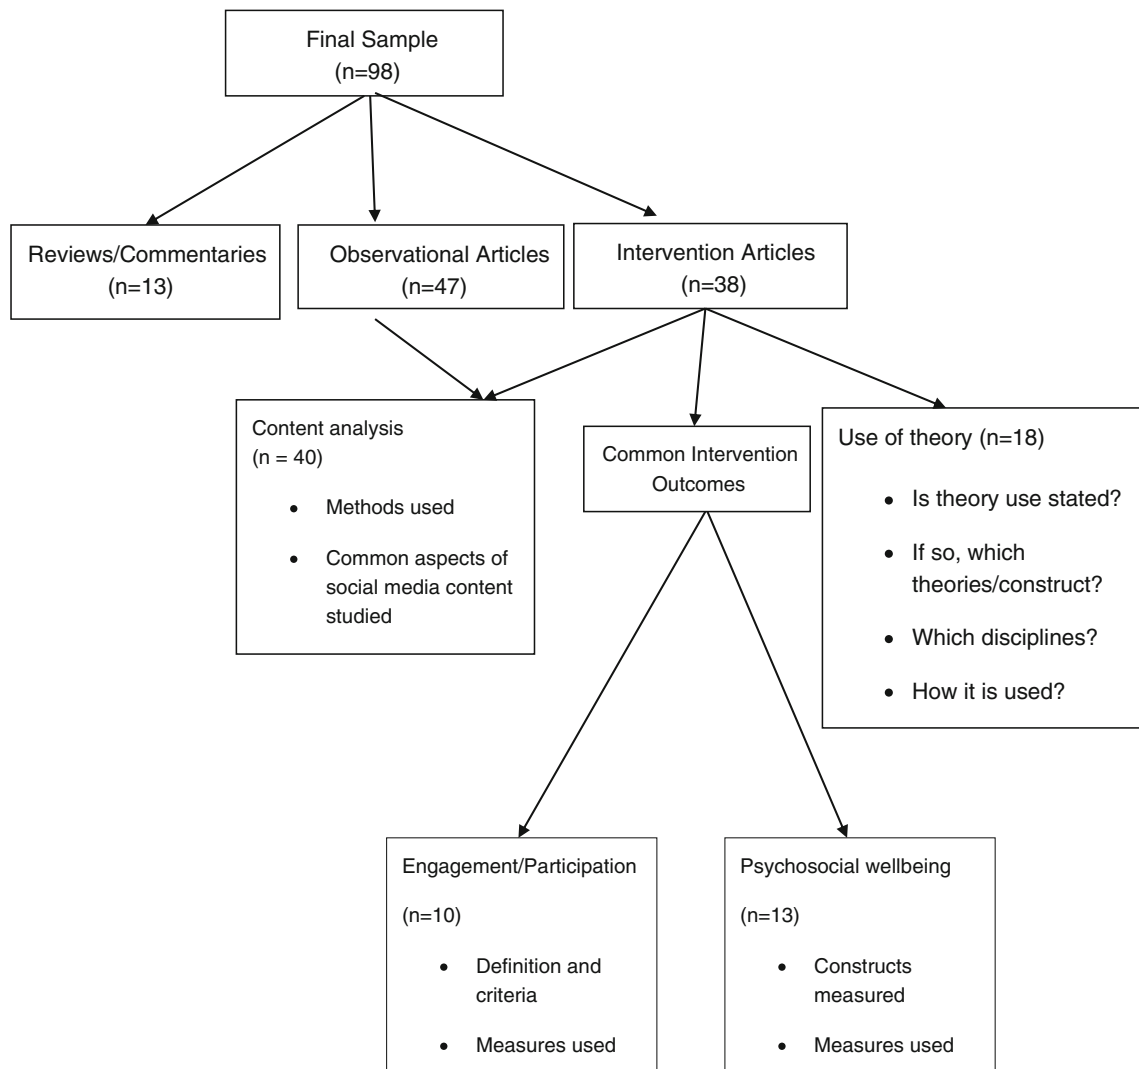 Final Sample
(n=98)
Reviews/Commentaries
(n=13)
Observational Articles
(n=47)
Intervention Articles
(n=38)
Content analysis
(n = 40)
• Methods used
• Common aspects of
social media content
studied
Common Intervention
Outcomes
Use of theory (n=18)
• Is theory use stated?
• If so, which
theories/construct?
• Which disciplines?
• How it is used?
Engagement/Participation
(n=10)
• Definition and
criteria
• Measures used
Psychosocial wellbeing
(n=13)
• Constructs
measured
• Measures used